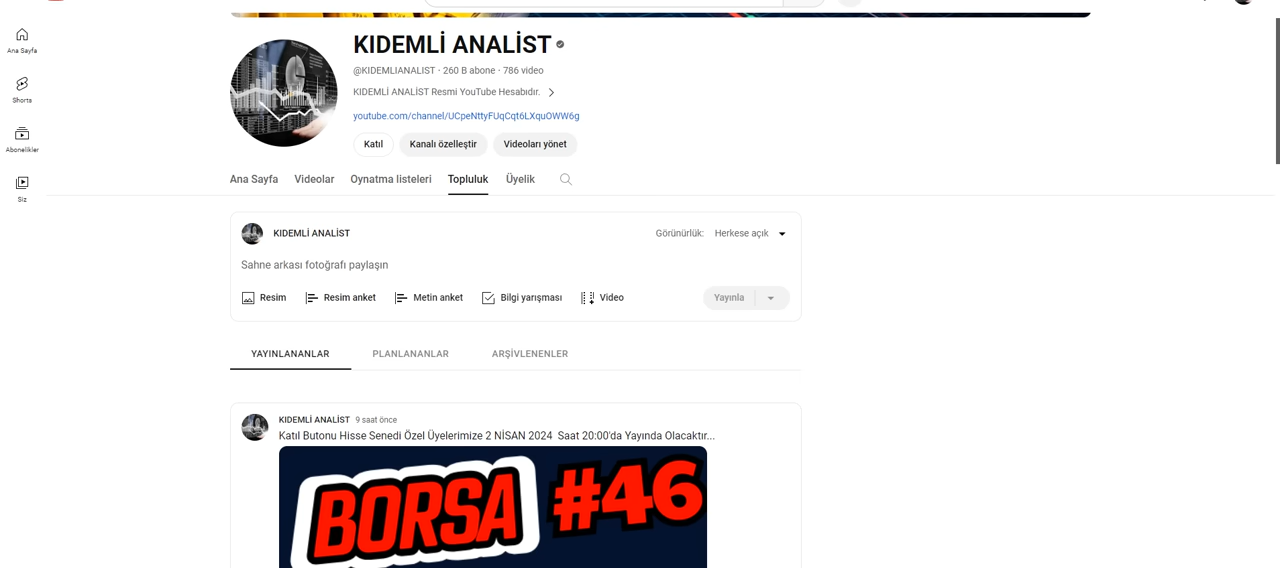 KIDEMLİ ANALİST
@KIDEMLIANALIST · 260 B abone · 786 video
KIDEMLİ ANALİST Resmi YouTube Hesabıdır.
youtube.com/channel/UCpeNttyFUqCqt6LXquOWW6g
Katıl
Kanalı özelleştir
Videoları yönet
Ana Sayfa
Shorts
Abonelikler
Siz
Ana Sayfa Videolar Oynatma listeleri Topluluk Üyelik
KIDEMLİ ANALİST
Görünürlük: Herkese açık
Sahne arkası fotoğrafı paylaşın
Resim Resim anket Metin anket Bilgi yarışması Video Yayınla
YAYINLANANLAR PLANLANANLAR ARŞİVLENENLER
KIDEMLİ ANALİST 9 saat önce
Katıl Butonu Hisse Senedi Özel Üyelerimize 2 NİSAN 2024 Saat 20:00'da Yayında Olacaktır...
BORSA #46